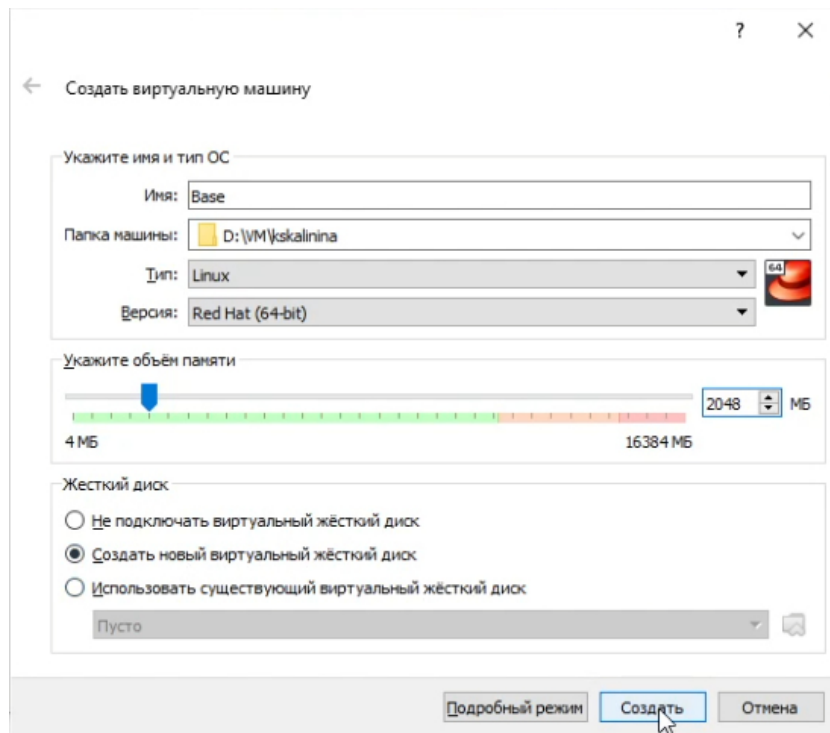 ?
Создать виртуальную машину
Укажите имя и тип ОС
Имя: Base
Папка машины: D:\VM\kskalinina
Тип: Linux
64
Версия: Red Hat (64-bit)
Укажите объём памяти
2048 МБ
4 МБ 16384 МБ
Жесткий диск
Не подключать виртуальный жёсткий диск
Создать новый виртуальный жёсткий диск
Использовать существующий виртуальный жёсткий диск
Пусто
Подробный режим Создать Отмена